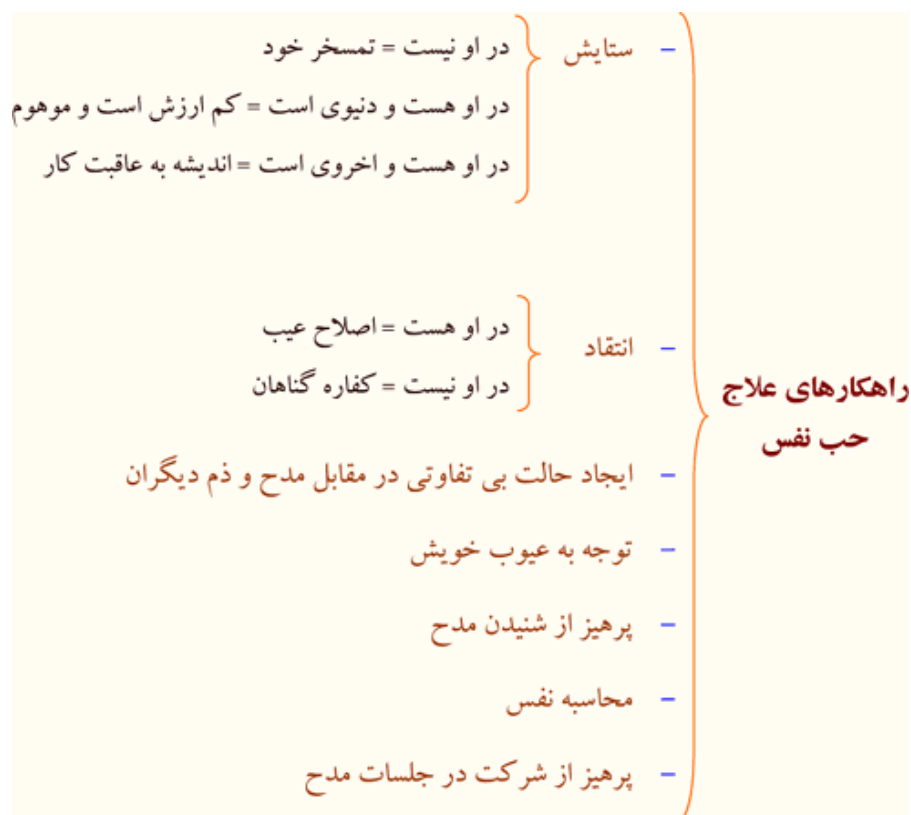 راهکارهای علاج
حب نفس
- ستایش
در او نیست = تمسخر خود
در او هست و دنیوی است = کم ارزش است و موهوم
در او هست و اخروی است = اندیشه به عاقبت کار
- انتقاد
در او هست = اصلاح عیب
در او نیست = کفاره گناهان
- ایجاد حالت بی تفاوتی در مقابل مدح و ذم دیگران
- توجه به عیوب خویش
- پرهیز از شنیدن مدح
- محاسبه نفس
- پرهیز از شرکت در جلسات مدح